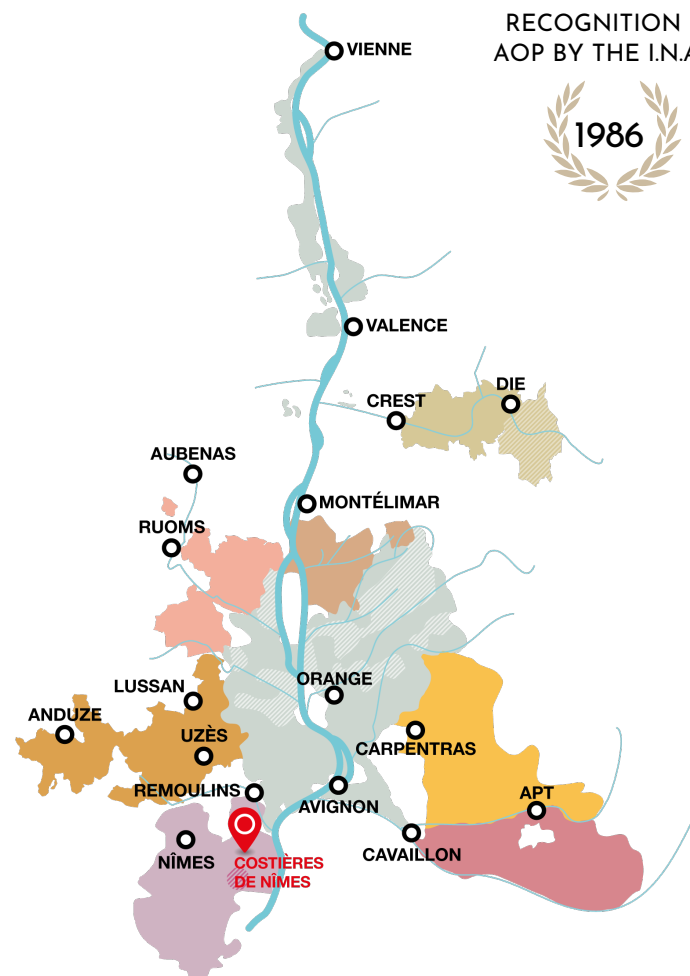 RECOGNITION
AOP BY THE I.N.A
1986
VIENNE
VALENCE
DIE
CREST
AUBENAS
MONTÉLIMAR
RUOMS
ORANGE
LUSSAN
ANDUZE
UZÈS
CARPENTRAS
REMOULINS
AVIGNON
APT
CAVAILLON
NÎMES
COSTIÈRES
DE NÎMES